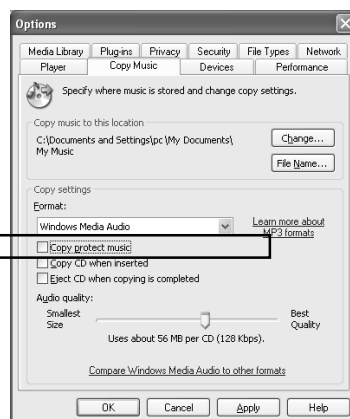 Options
Media Library Plug-ins Privacy Security File Types Network
Player Copy Music Devices Performance
Specify where music is stored and change copy settings.
Copy music to this location
C:\Documents and Settings\pc\My Documents\
My Music
Change...
File Name...
Copy settings
Format:
Windows Media Audio
Learn more about
MP3 formats
Copy protect music
Copy CD when inserted
Eject CD when copying is completed
Audio quality:
Smallest
Size
Best
Quality
Uses about 56 MB per CD (128 Kbps).
Compare Windows Media Audio to other formats
OK Cancel Apply Help